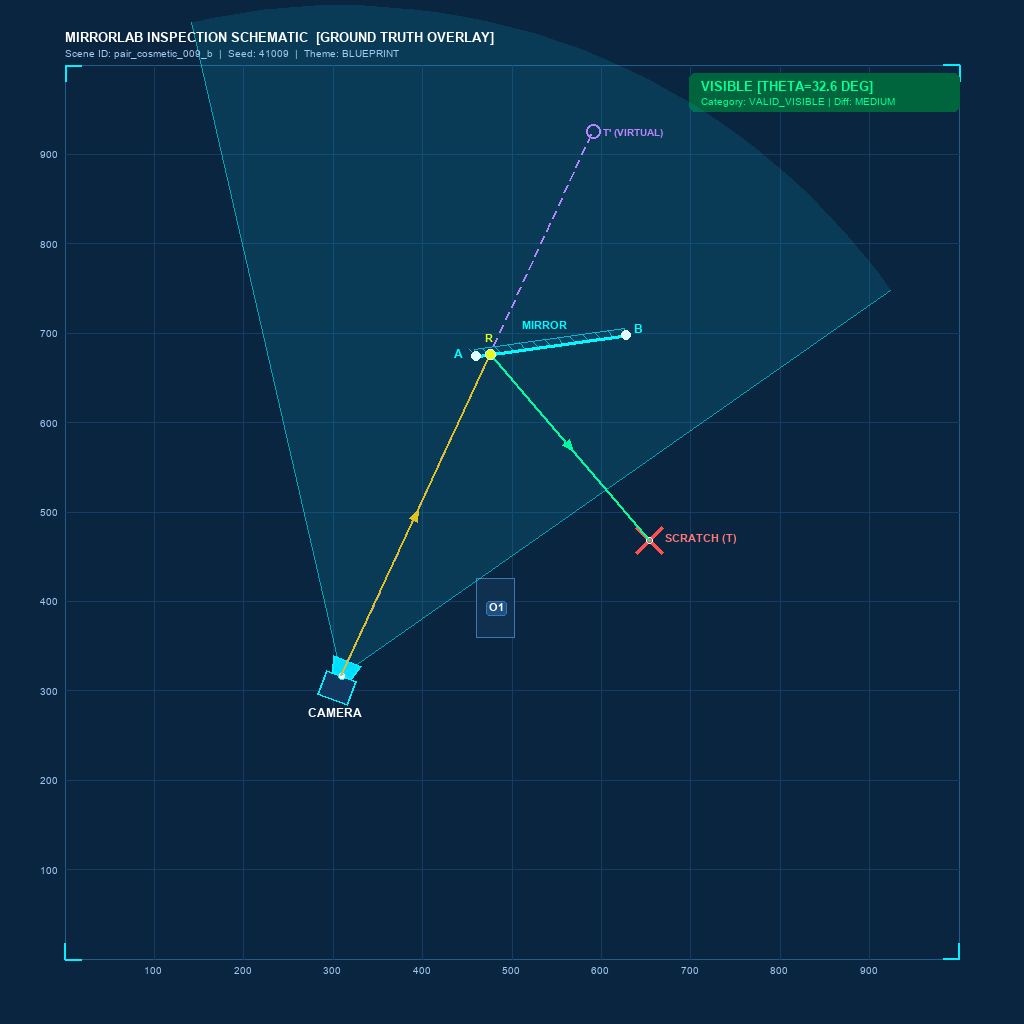 MIRRORLAB INSPECTION SCHEMATIC [GROUND TRUTH OVERLAY]
Scene ID: pair_cosmetic_009_b | Seed: 41009 | Theme: BLUEPRINT
VISIBLE [THETA=32.6 DEG]
Category: VALID_VISIBLE | Diff: MEDIUM
T' (VIRTUAL)
MIRROR
B
R
A
SCRATCH (T)
O1
CAMERA
900
800
700
600
500
400
300
200
100
100 200 300 400 500 600 700 800 900